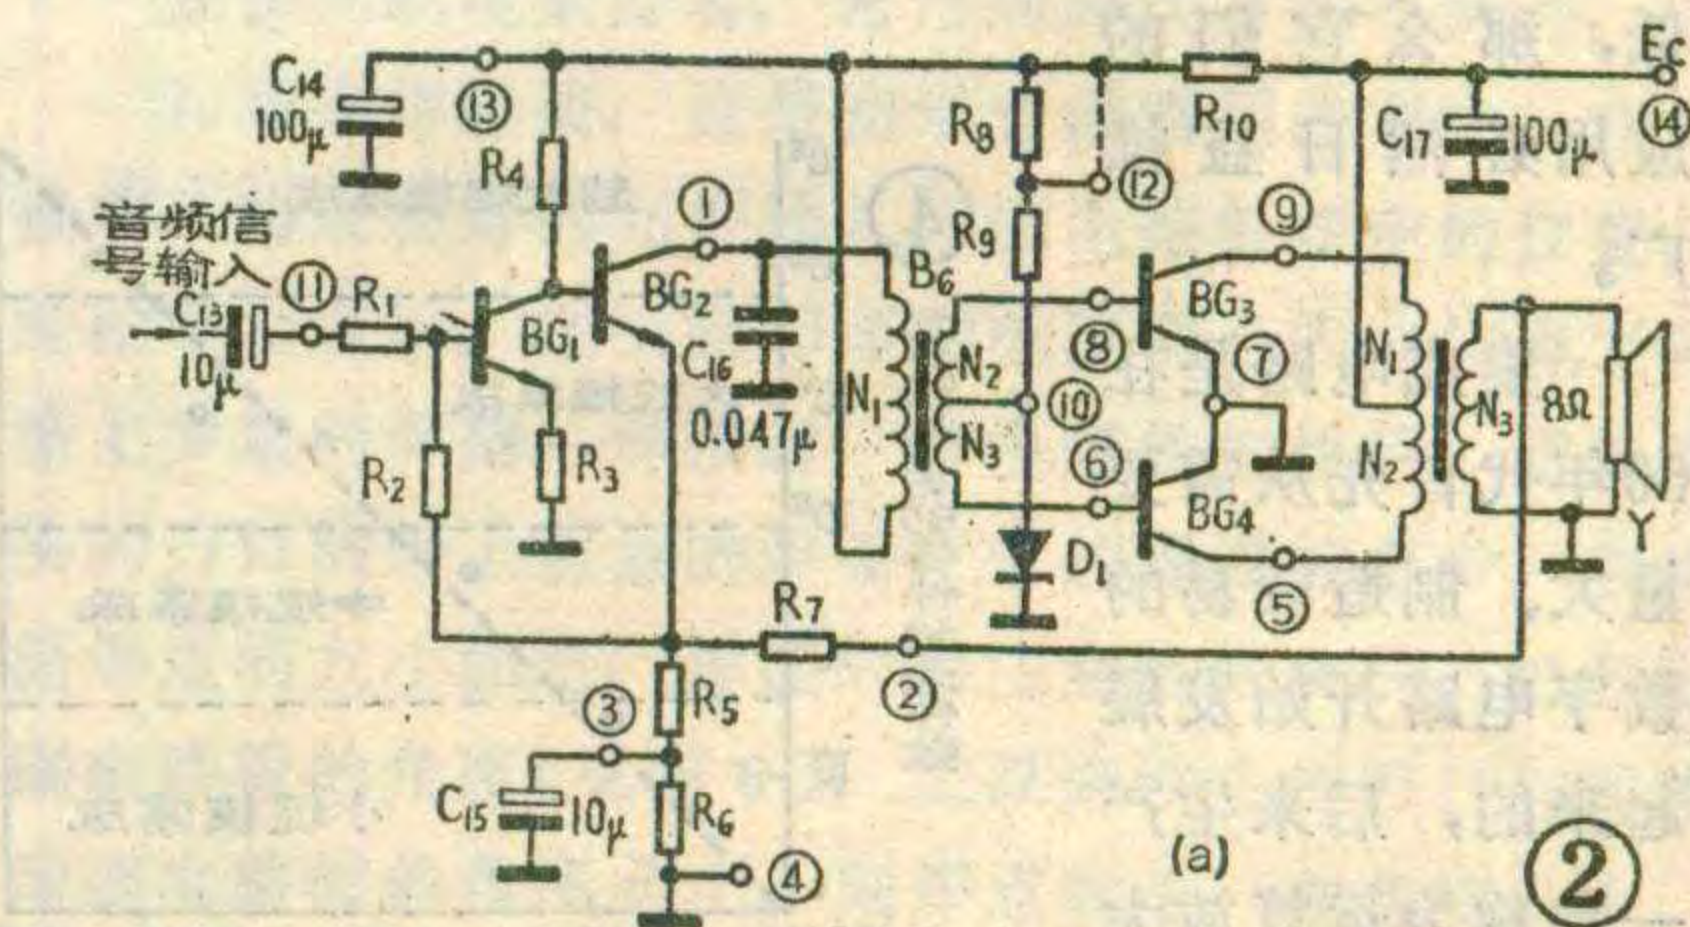 C₁₄
100μ
⑬
R₄
①
R₈
R₉
⑫
R₁₀
C₁₇
100μ
E_C
⑭
音频信
号输入
C₁₃
10μ
⑪
R₁
BG₁
BG₂
C₁₆
0.047μ
B₆
N₁
N₂
N₃
⑧
⑩
⑥
BG₃
BG₄
⑨
⑦
⑤
N₁
N₂
N₃
8Ω
Y
R₂
R₃
D₁
R₇
②
③
R₅
C₁₅
10μ
R₆
④
(a)
②